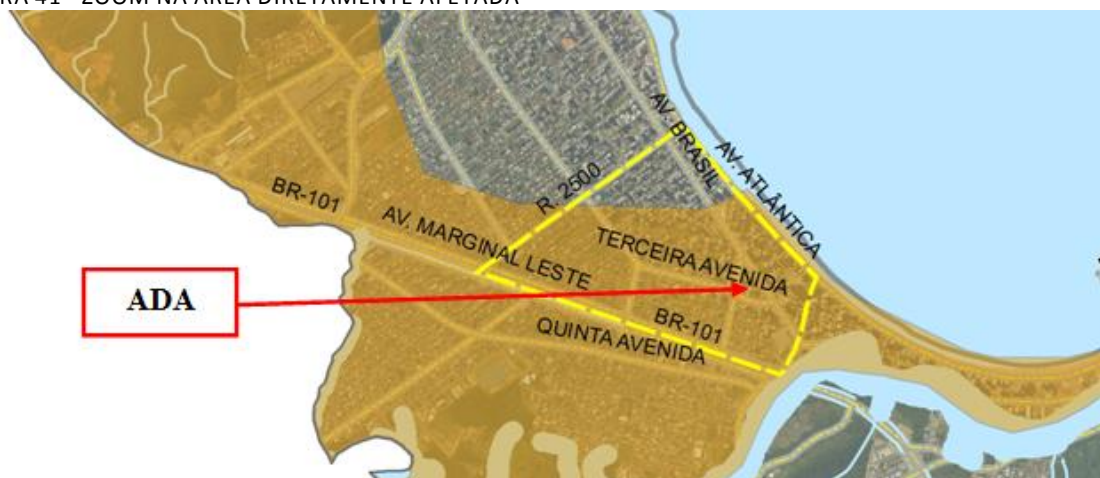 41 - ZOOM NA ÁREA DIRETAMENTE AFETADA
AV. BRASIL
AV. ATLÂNTICA
R. 2500
BR-101
AV. MARGINAL LESTE
TERCEIRA AVENIDA
ADA
BR-101
QUINTA AVENIDA